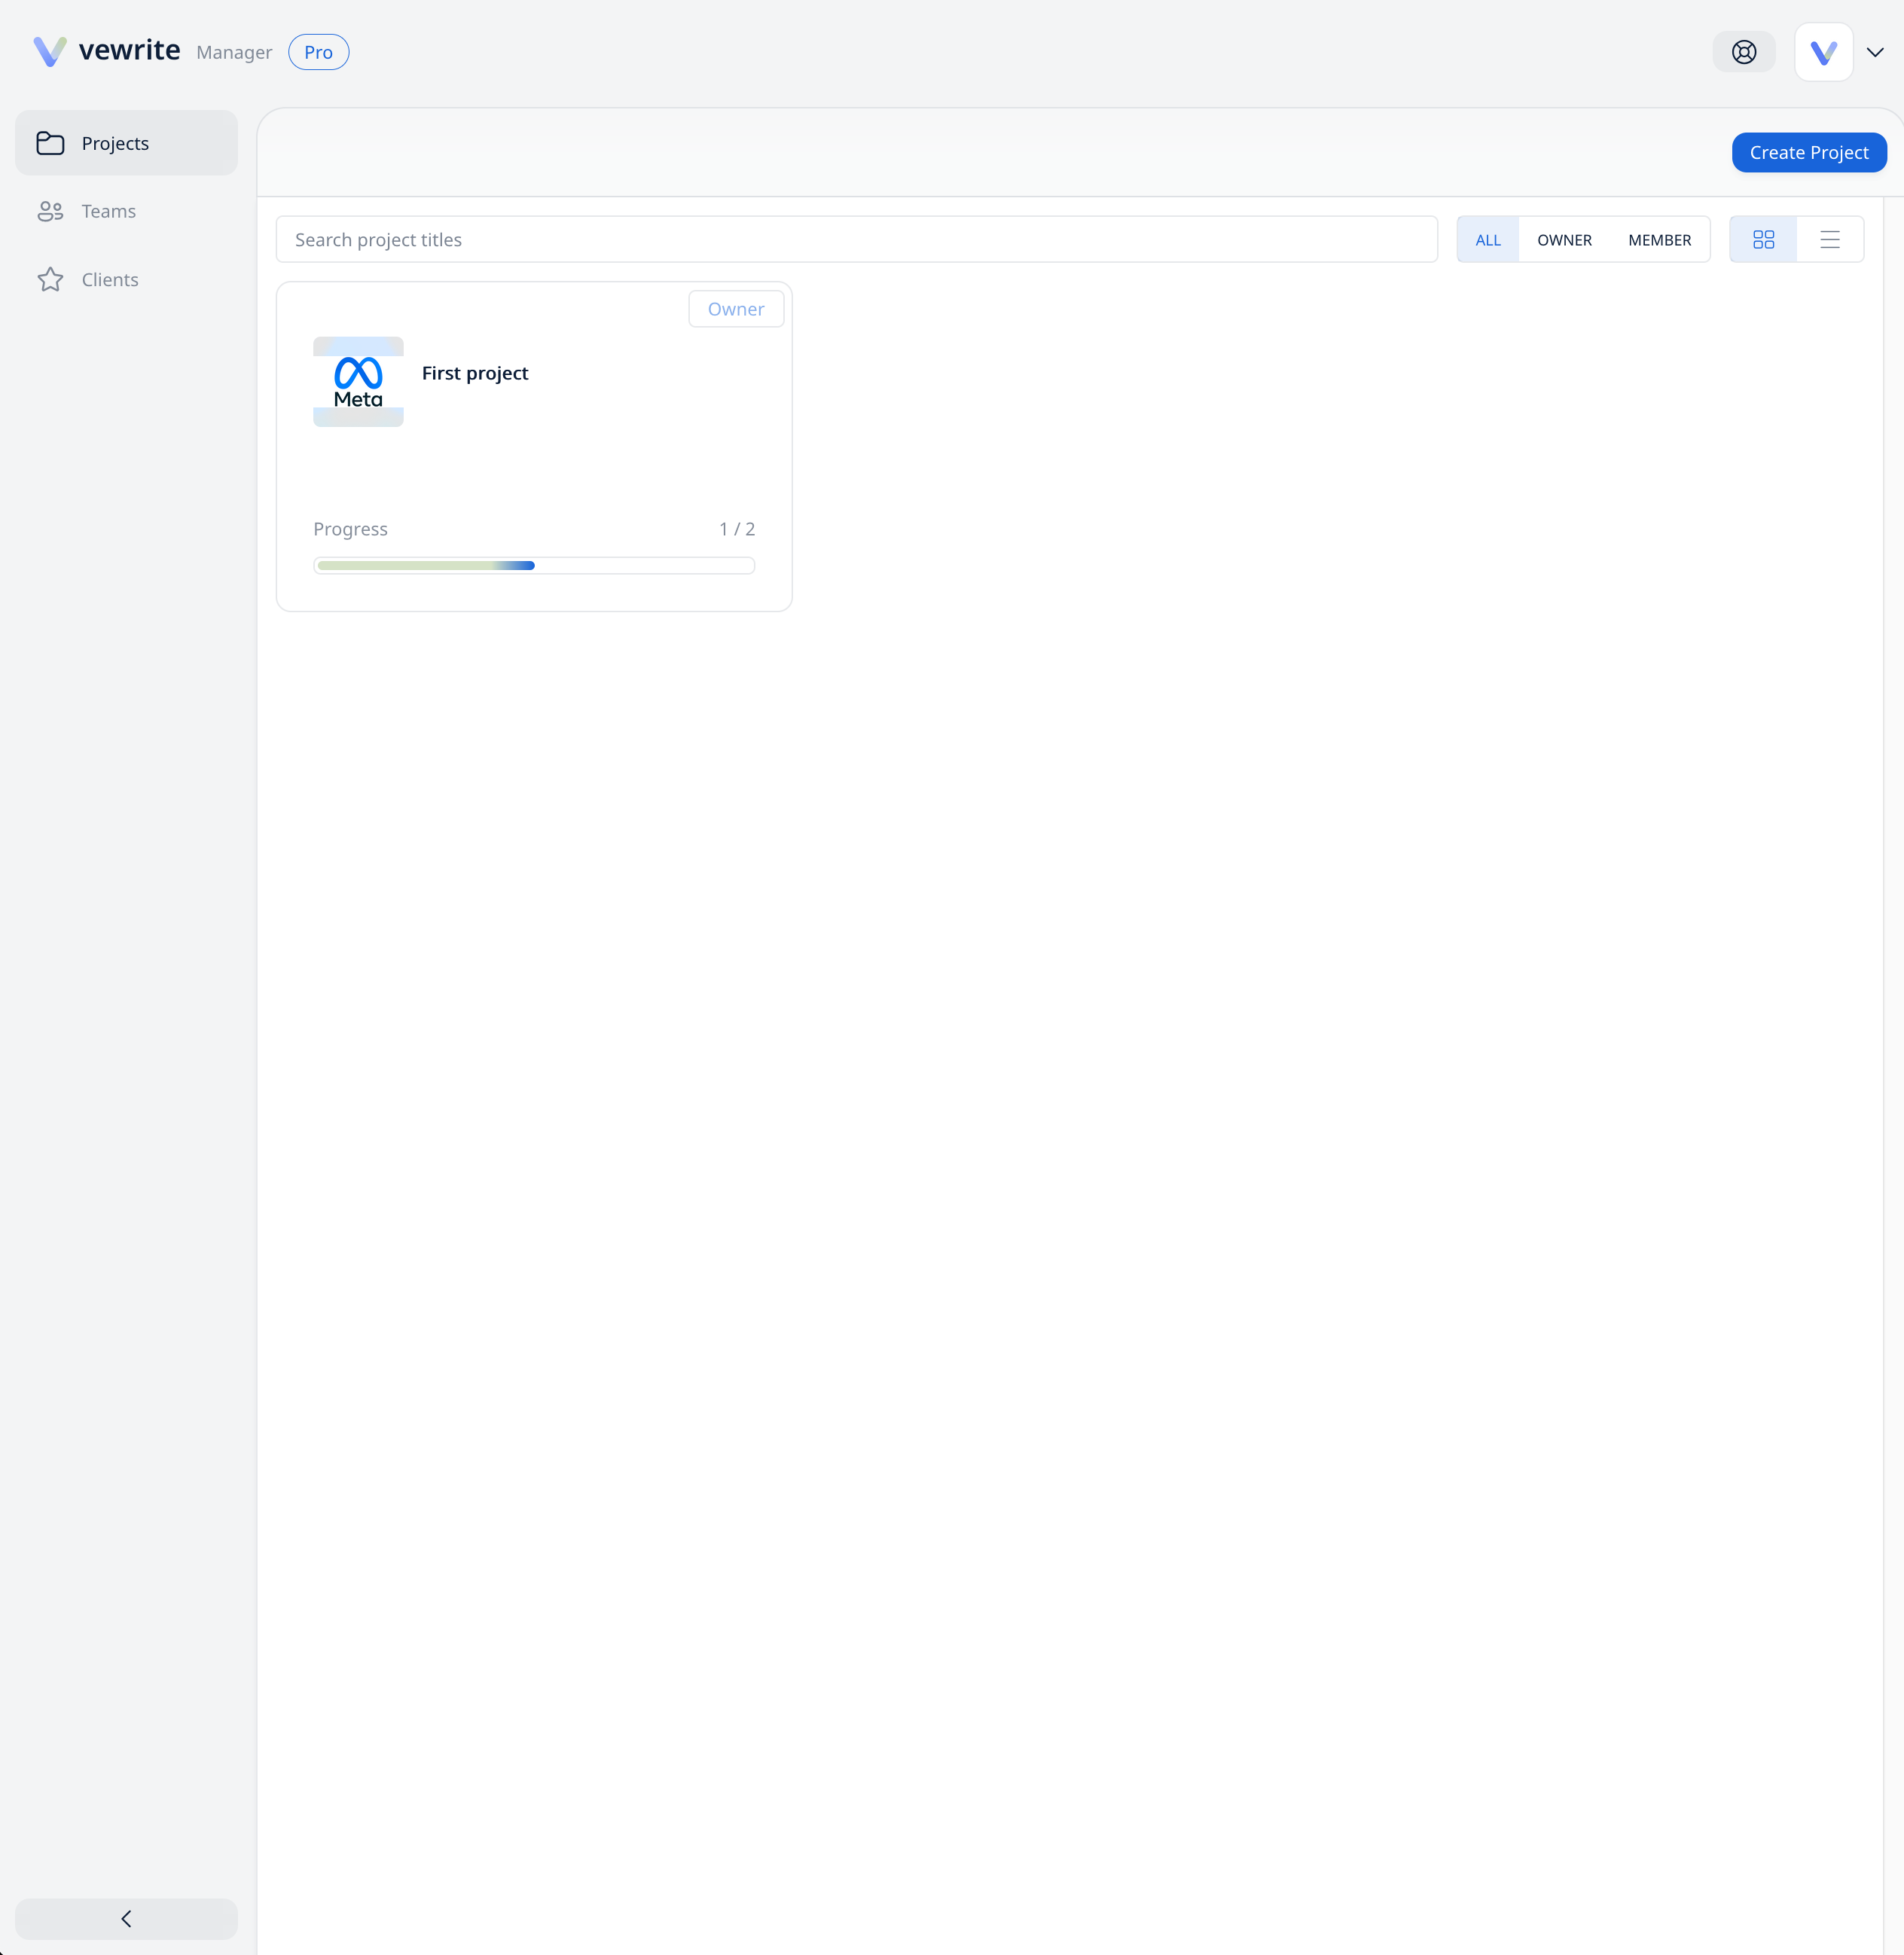 vewrite Manager Pro
Projects
Teams
Clients
Create Project
Search project titles
ALL OWNER MEMBER
Owner
Meta
First project
Progress 1 / 2